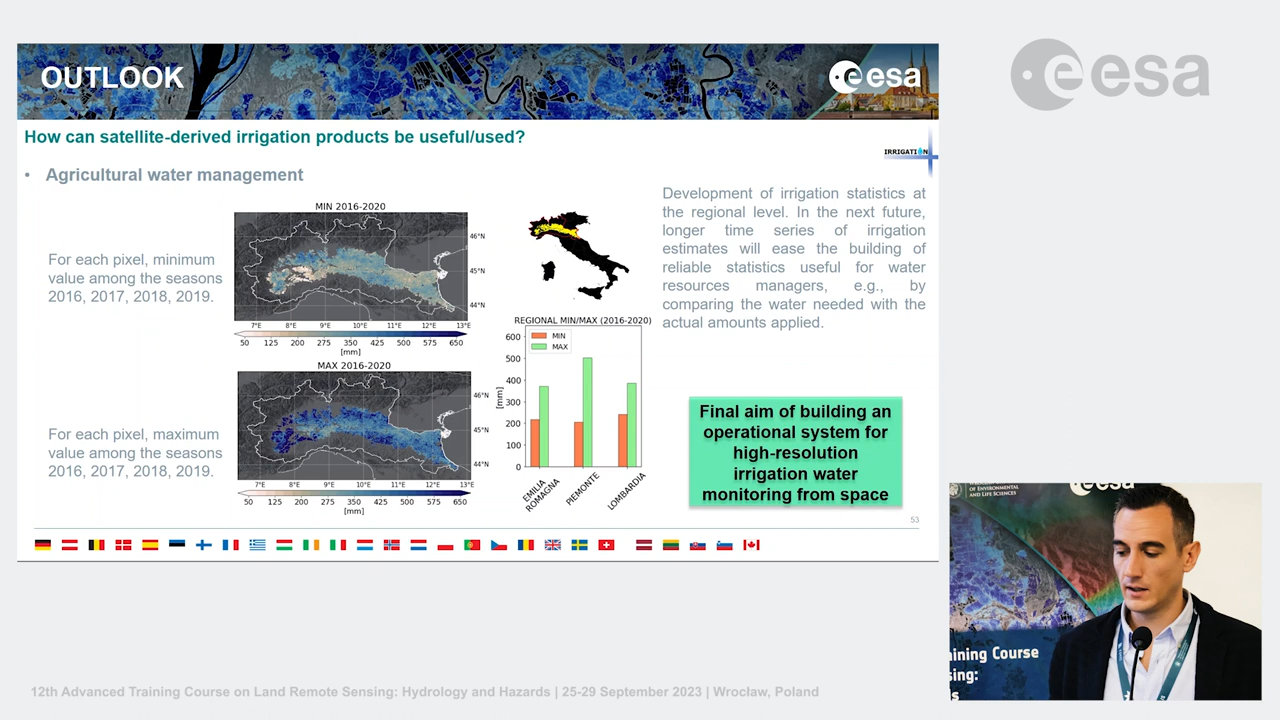 OUTLOOK
esa
esa
How can satellite-derived irrigation products be useful/used?
IRRIGATION
• Agricultural water management
For each pixel, minimum
value among the seasons
2016, 2017, 2018, 2019.
MIN 2016-2020
46°N
45°N
44°N
7°E 8°E 9°E 10°E 11°E 12°E 13°E
50 125 200 275 350 425 500 575 650
[mm]
For each pixel, maximum
value among the seasons
2016, 2017, 2018, 2019.
MAX 2016-2020
46°N
45°N
44°N
7°E 8°E 9°E 10°E 11°E 12°E 13°E
50 125 200 275 350 425 500 575 650
[mm]
REGIONAL MIN/MAX (2016-2020)
MIN
MAX
600
500
400
300
200
100
0
[mm]
EMILIA
ROMAGNA
PIEMONTE
LOMBARDIA
Development of irrigation statistics at
the regional level. In the next future,
longer time series of irrigation
estimates will ease the building of
reliable statistics useful for water
resources managers, e.g., by
comparing the water needed with the
actual amounts applied.
Final aim of building an
operational system for
high-resolution
irrigation water
monitoring from space
53
OF ENVIRONMENTAL
AND LIFE SCIENCES
esa
ining Course
sing:
s
12th Advanced Training Course on Land Remote Sensing: Hydrology and Hazards | 25-29 September 2023 | Wrocław, Poland